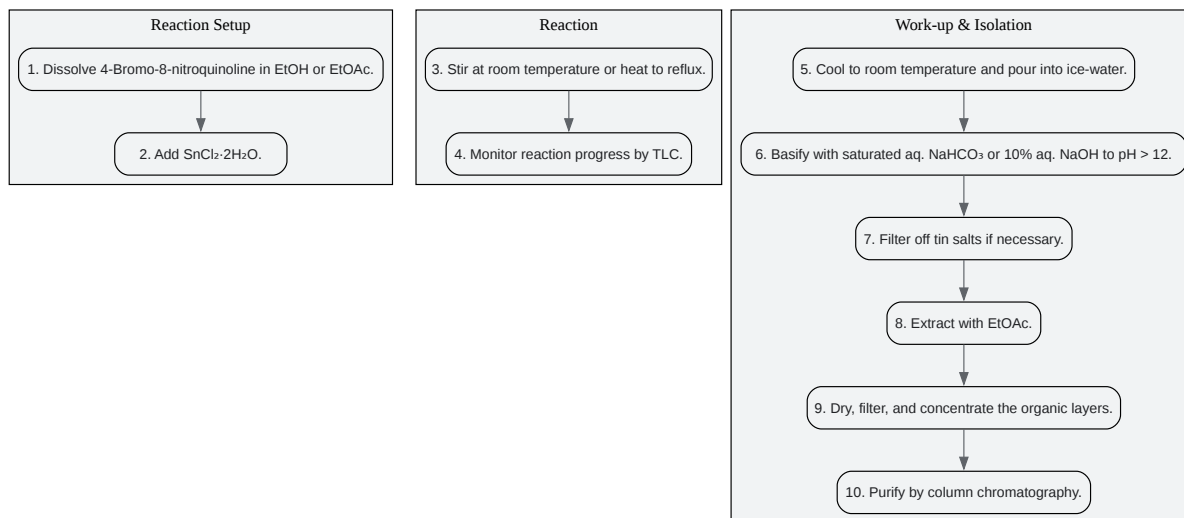 Reaction Setup
1. Dissolve 4-Bromo-8-nitroquinoline in EtOH or EtOAc.
2. Add SnCl₂·2H₂O.
Reaction
3. Stir at room temperature or heat to reflux.
4. Monitor reaction progress by TLC.
Work-up & Isolation
5. Cool to room temperature and pour into ice-water.
6. Basify with saturated aq. NaHCO₃ or 10% aq. NaOH to pH > 12.
7. Filter off tin salts if necessary.
8. Extract with EtOAc.
9. Dry, filter, and concentrate the organic layers.
10. Purify by column chromatography.